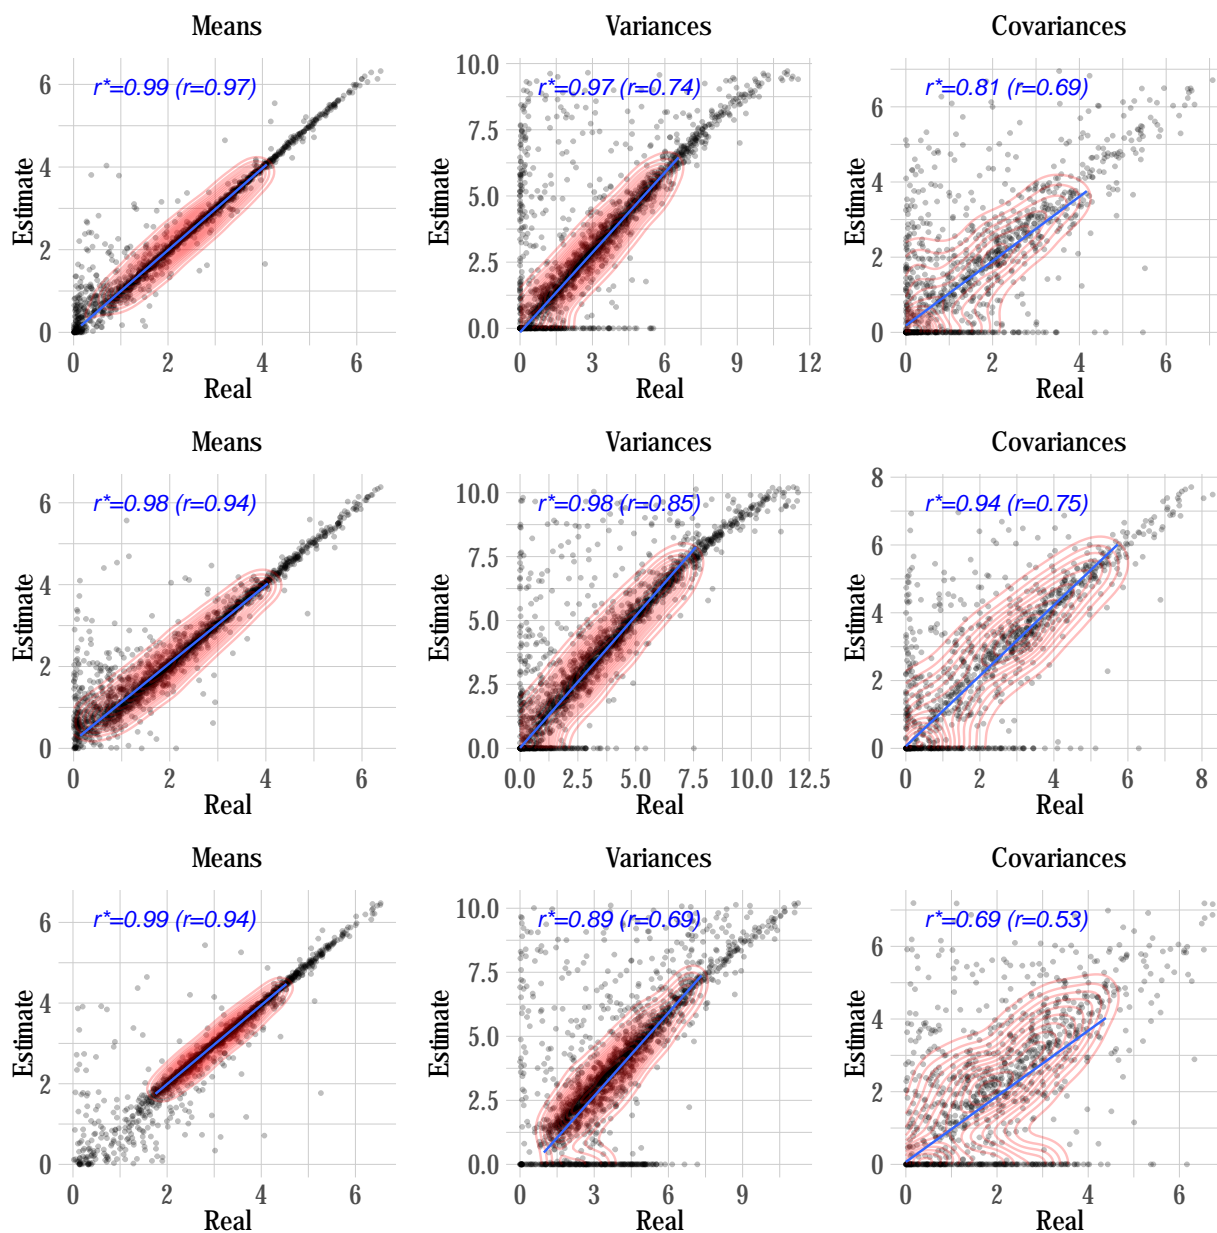 Means
Variances
Covariances
r*=0.99 (r=0.97)
r*=0.97 (r=0.74)
r*=0.81 (r=0.69)
Estimate
6
4
2
0
Estimate
10.0
7.5
5.0
2.5
0.0
Estimate
6
4
2
0
0 2 4 6
0 3 6 9 12
0 2 4 6
Real
Real
Real
Means
Variances
Covariances
r*=0.98 (r=0.94)
r*=0.98 (r=0.85)
r*=0.94 (r=0.75)
Estimate
6
4
2
0
Estimate
10.0
7.5
5.0
2.5
0.0
Estimate
8
6
4
2
0
0 2 4 6
0.0 2.5 5.0 7.5 10.0 12.5
0 2 4 6 8
Real
Real
Real
Means
Variances
Covariances
r*=0.99 (r=0.94)
r*=0.89 (r=0.69)
r*=0.69 (r=0.53)
Estimate
6
4
2
0
Estimate
10.0
7.5
5.0
2.5
0.0
Estimate
6
4
2
0
0 2 4 6
0 3 6 9
0 2 4 6
Real
Real
Real